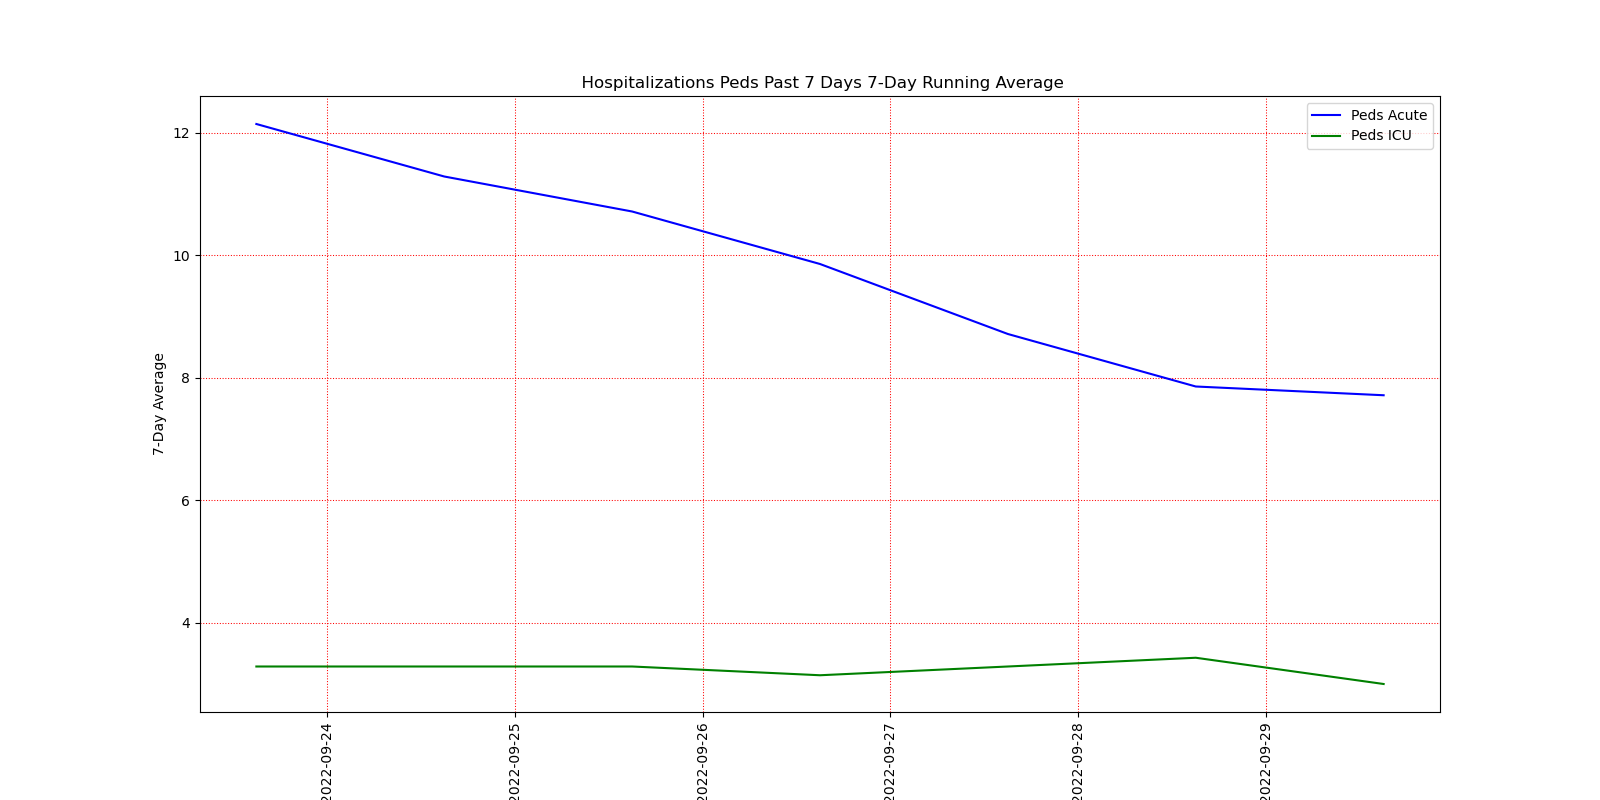 Hospitalizations Peds Past 7 Days 7-Day Running Average
Peds Acute
Peds ICU
12
10
8
6
4
7-Day Average
2022-09-24
2022-09-25
2022-09-26
2022-09-27
2022-09-28
2022-09-29